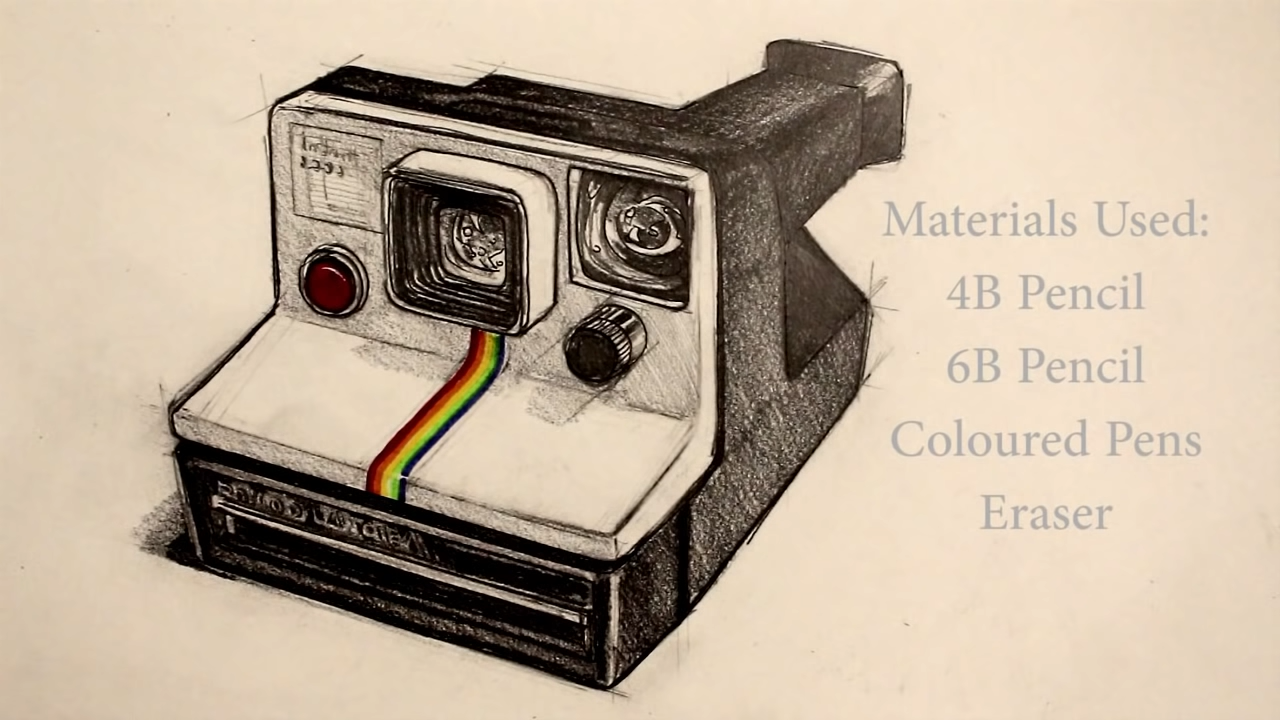 Materials Used:
4B Pencil
6B Pencil
Coloured Pens
Eraser